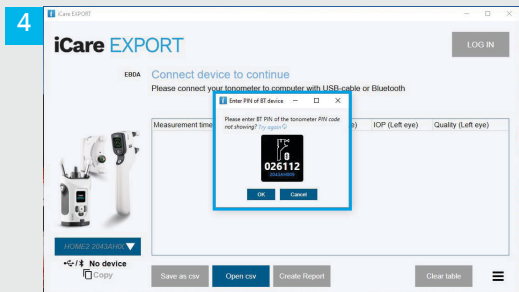 4
iCare EXPORT
iCare EXPORT
LOG IN
EBDA
Connect device to continue
Please connect your tonometer to computer with USB-cable or Bluetooth
Enter PIN of BT device
Please enter BT PIN of the tonometer PIN code
not showing? Try again
026112
2043AH009
OK
Cancel
Measurement time
e)
IOP (Left eye)
Quality (Left eye)
HOME2 2043AH0
No device
Copy
Save as csv
Open csv
Create Report
Clear table